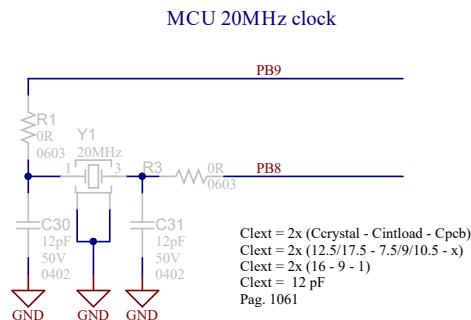 MCU 20MHz clock
PB9
R1
0R
0603
Y1
20MHz
1
3
R3
0R
0603
PB8
C30
12pF
50V
0402
C31
12pF
50V
0402
Clext = 2x (Ccrystal - Cintload - Cpcb)
Clext = 2x (12.5/17.5 - 7.5/9/10.5 - x)
Clext = 2x (16 - 9 - 1)
Clext =  12 pF
Pag. 1061
GND
GND
GND